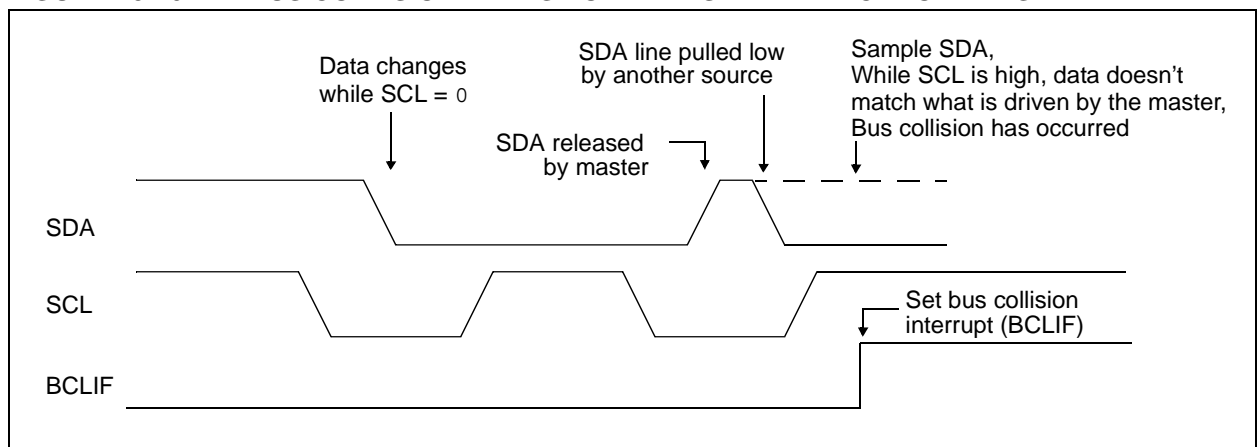 Data changes
while SCL = 0
SDA line pulled low
by another source
Sample SDA,
While SCL is high, data doesn't
match what is driven by the master,
Bus collision has occurred
SDA released
by master
SDA
SCL
Set bus collision
interrupt (BCLIF)
BCLIF